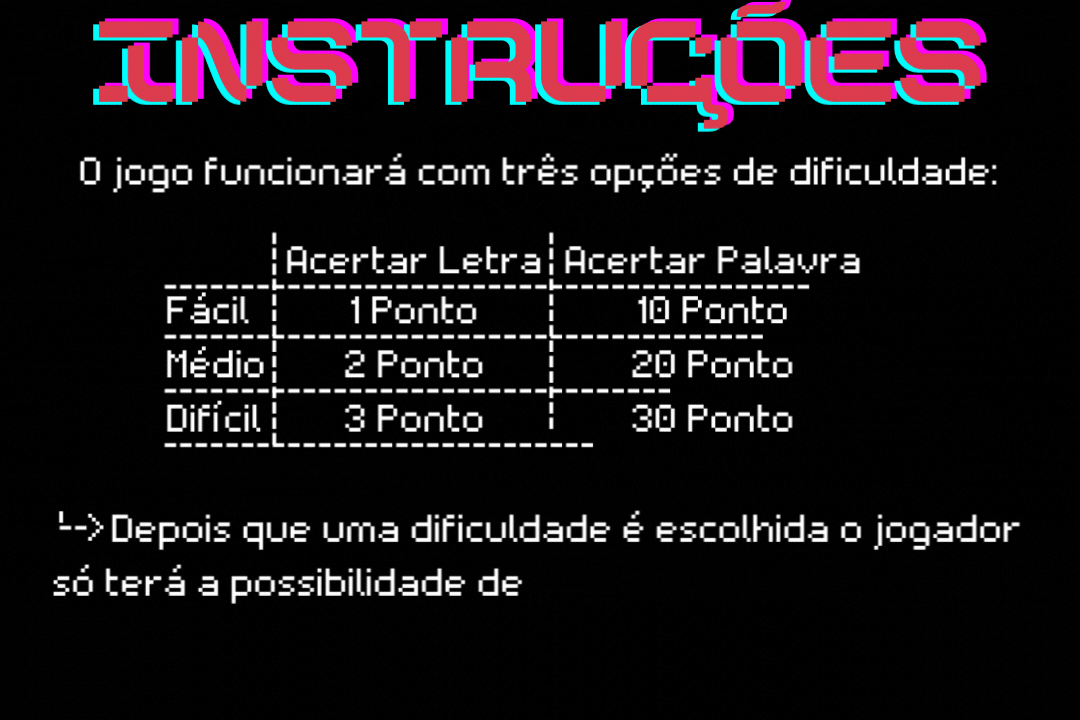 INSTRUÇÕES
O jogo funcionará com três opções de dificuldade:
Acertar Letra Acertar Palavra
Fácil 1 Ponto 10 Ponto
Médio 2 Ponto 20 Ponto
Difícil 3 Ponto 30 Ponto
└-->Depois que uma dificuldade é escolhida o jogador
só terá a possibilidade de